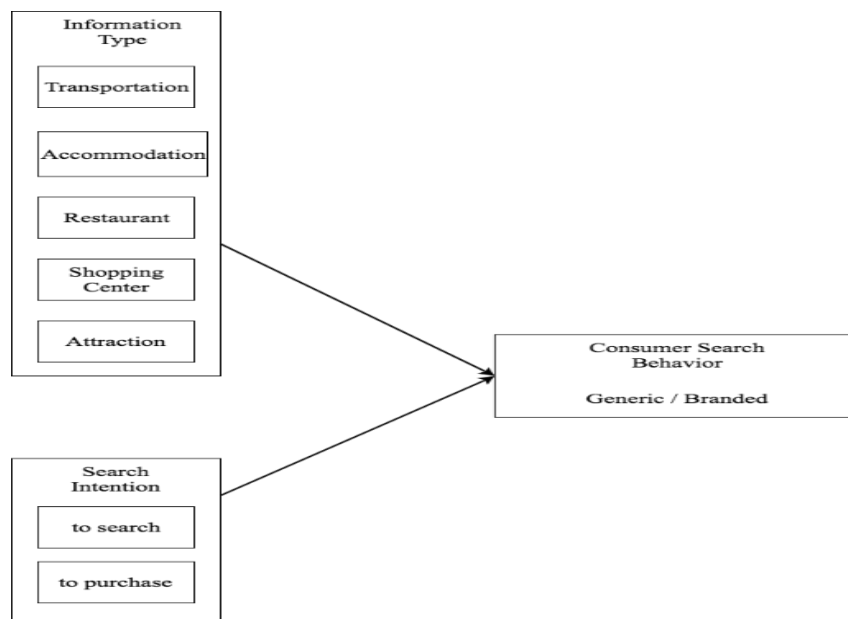 Information
Type
Transportation
Accommodation
Restaurant
Shopping
Center
Attraction
Consumer Search
Behavior
Generic / Branded
Search
Intention
to search
to purchase